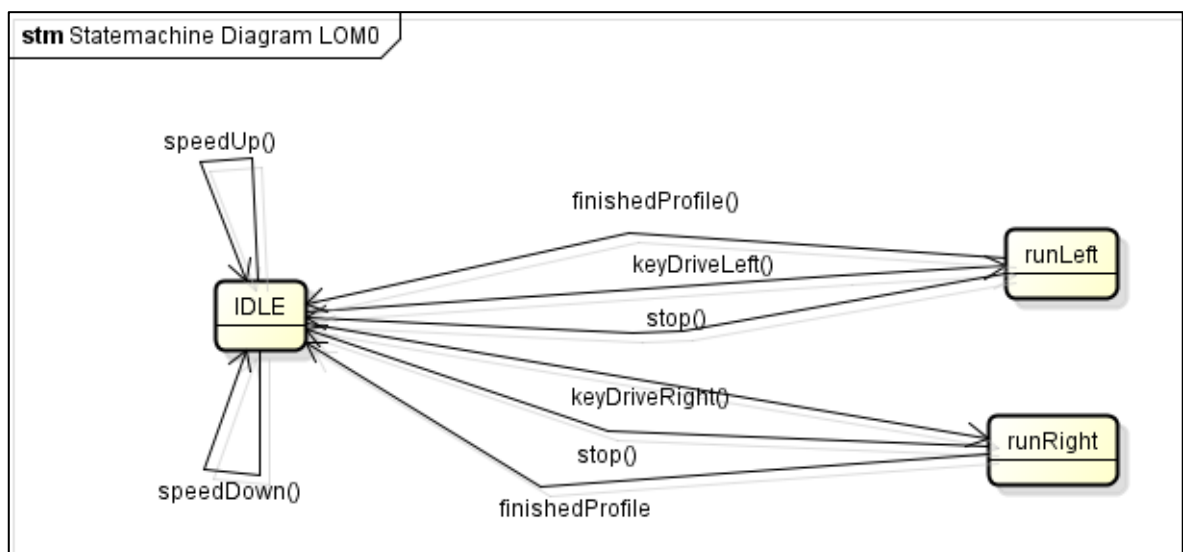 stm Statemachine Diagram LOM0
speedUp()
finishedProfile()
runLeft
keyDriveLeft()
IDLE
stop()
keyDriveRight()
runRight
stop()
speedDown()
finishedProfile